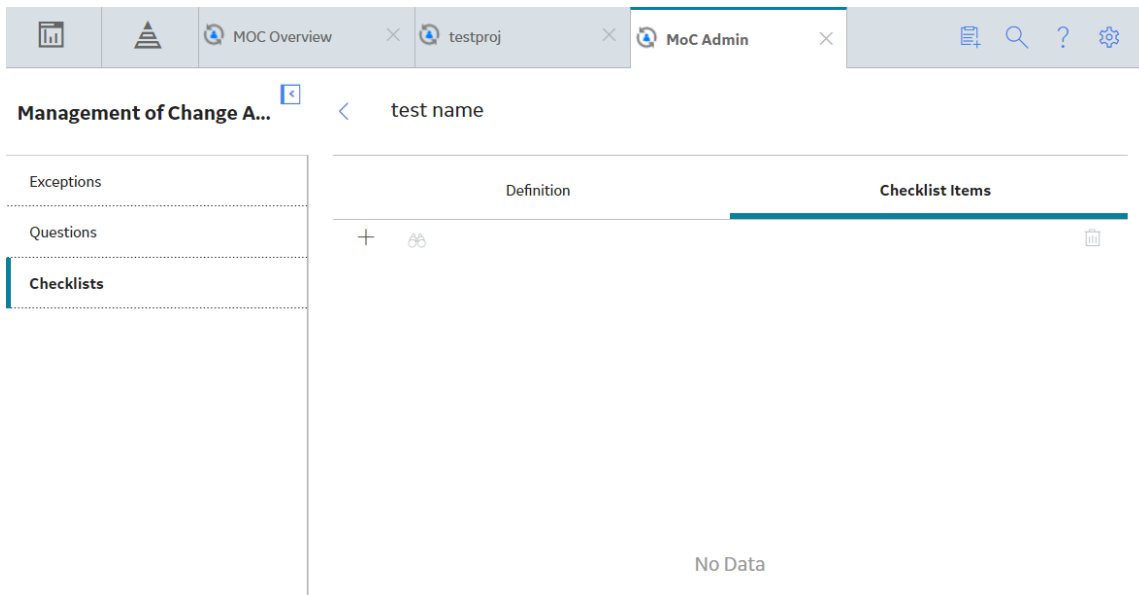 MOC Overview
testproj
MoC Admin
Management of Change A...
test name
Exceptions
Questions
Checklists
Definition
Checklist Items
No Data